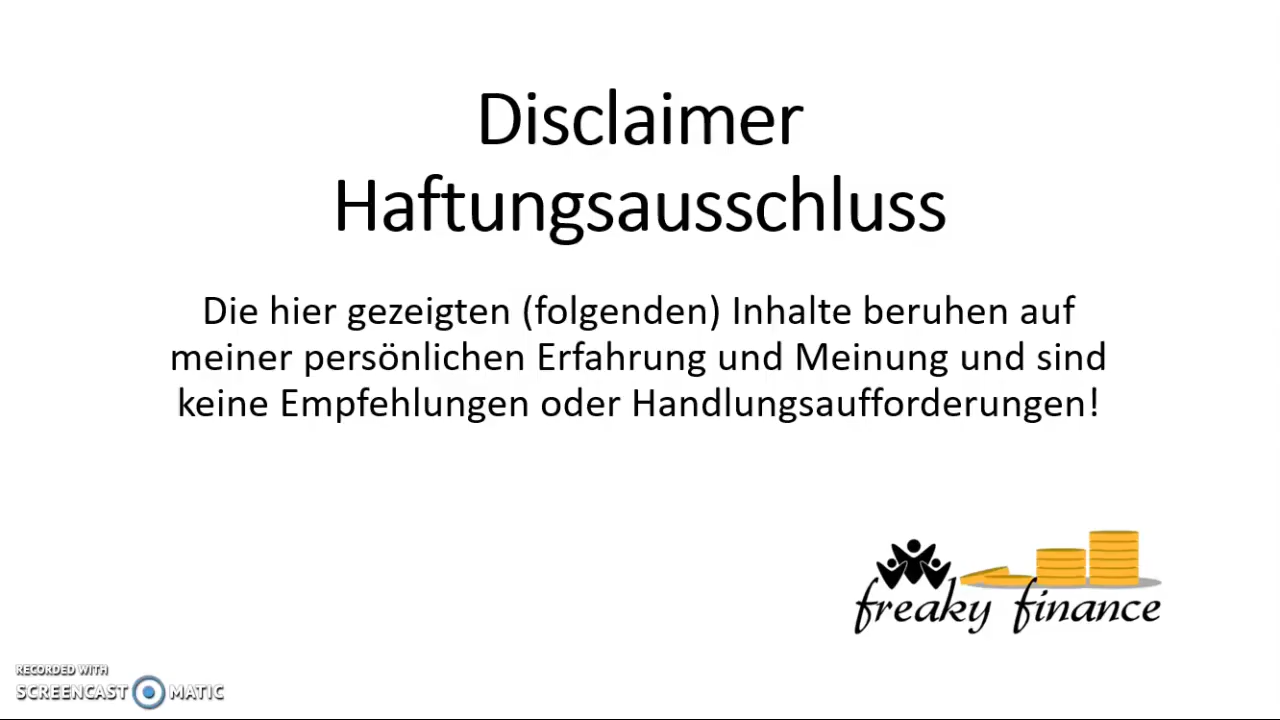 Disclaimer
Haftungsausschluss
Die hier gezeigten (folgenden) Inhalte beruhen auf
meiner persönlichen Erfahrung und Meinung und sind
keine Empfehlungen oder Handlungsaufforderungen!
freaky finance
RECORDED WITH
SCREENCAST MATIC